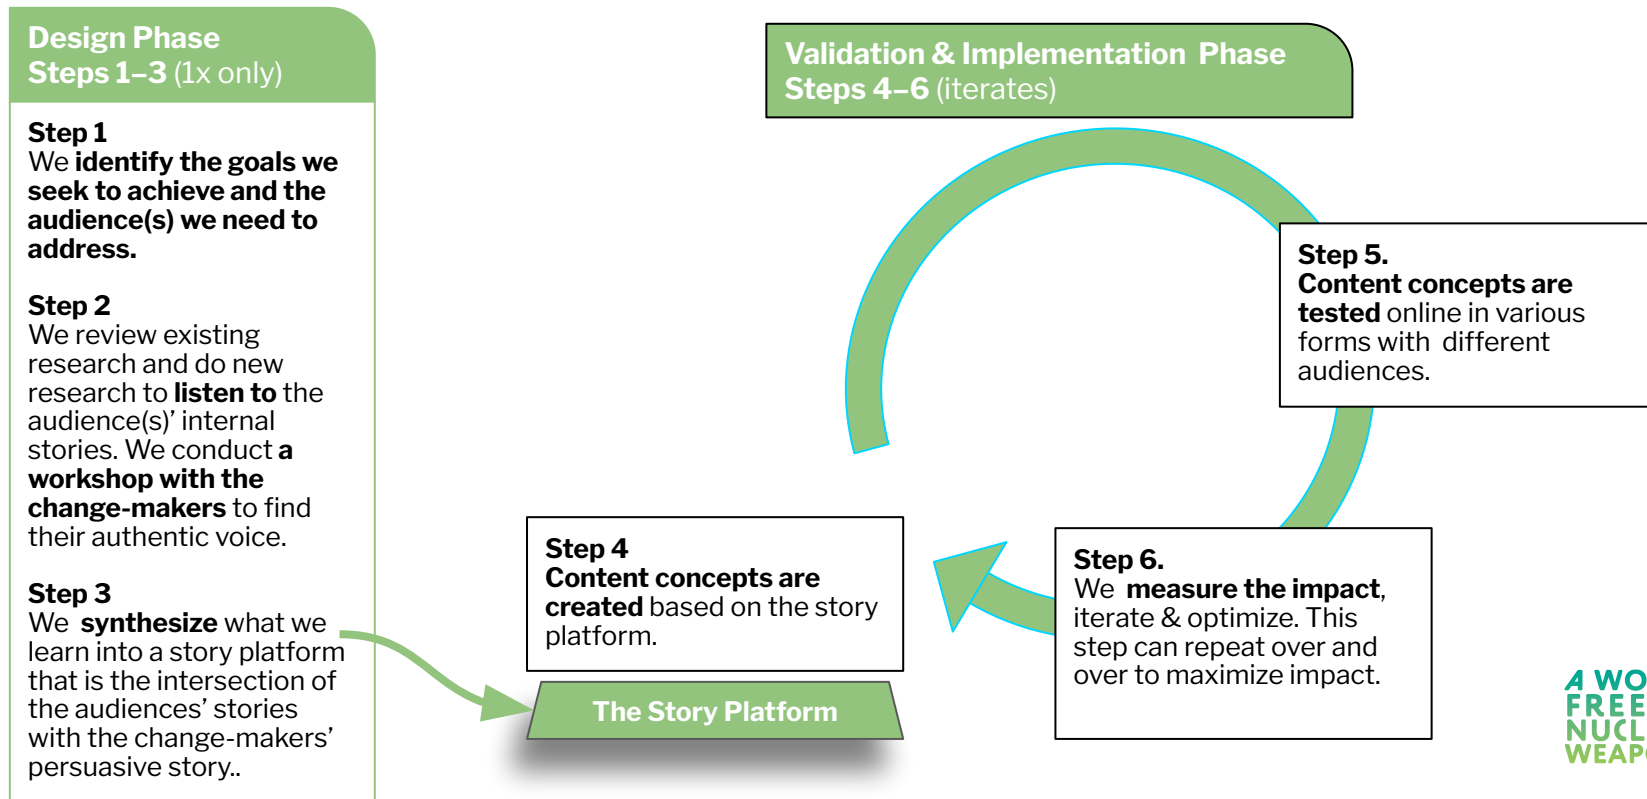 Design Phase
Steps 1–3 (1x only)
Step 1
We identify the goals we
seek to achieve and the
audience(s) we need to
address.
Step 2
We review existing
research and do new
research to listen to the
audience(s)’ internal
stories. We conduct a
workshop with the
change-makers to find
their authentic voice.
Step 3
We synthesize what we
learn into a story platform
that is the intersection of
the audiences’ stories
with the change-makers’
persuasive story..
Validation & Implementation Phase
Steps 4–6 (iterates)
Step 4
Content concepts are
created based on the story
platform.
The Story Platform
Step 5.
Content concepts are
tested online in various
forms with different
audiences.
Step 6.
We measure the impact,
iterate & optimize. This
step can repeat over and
over to maximize impact.
A
FREE